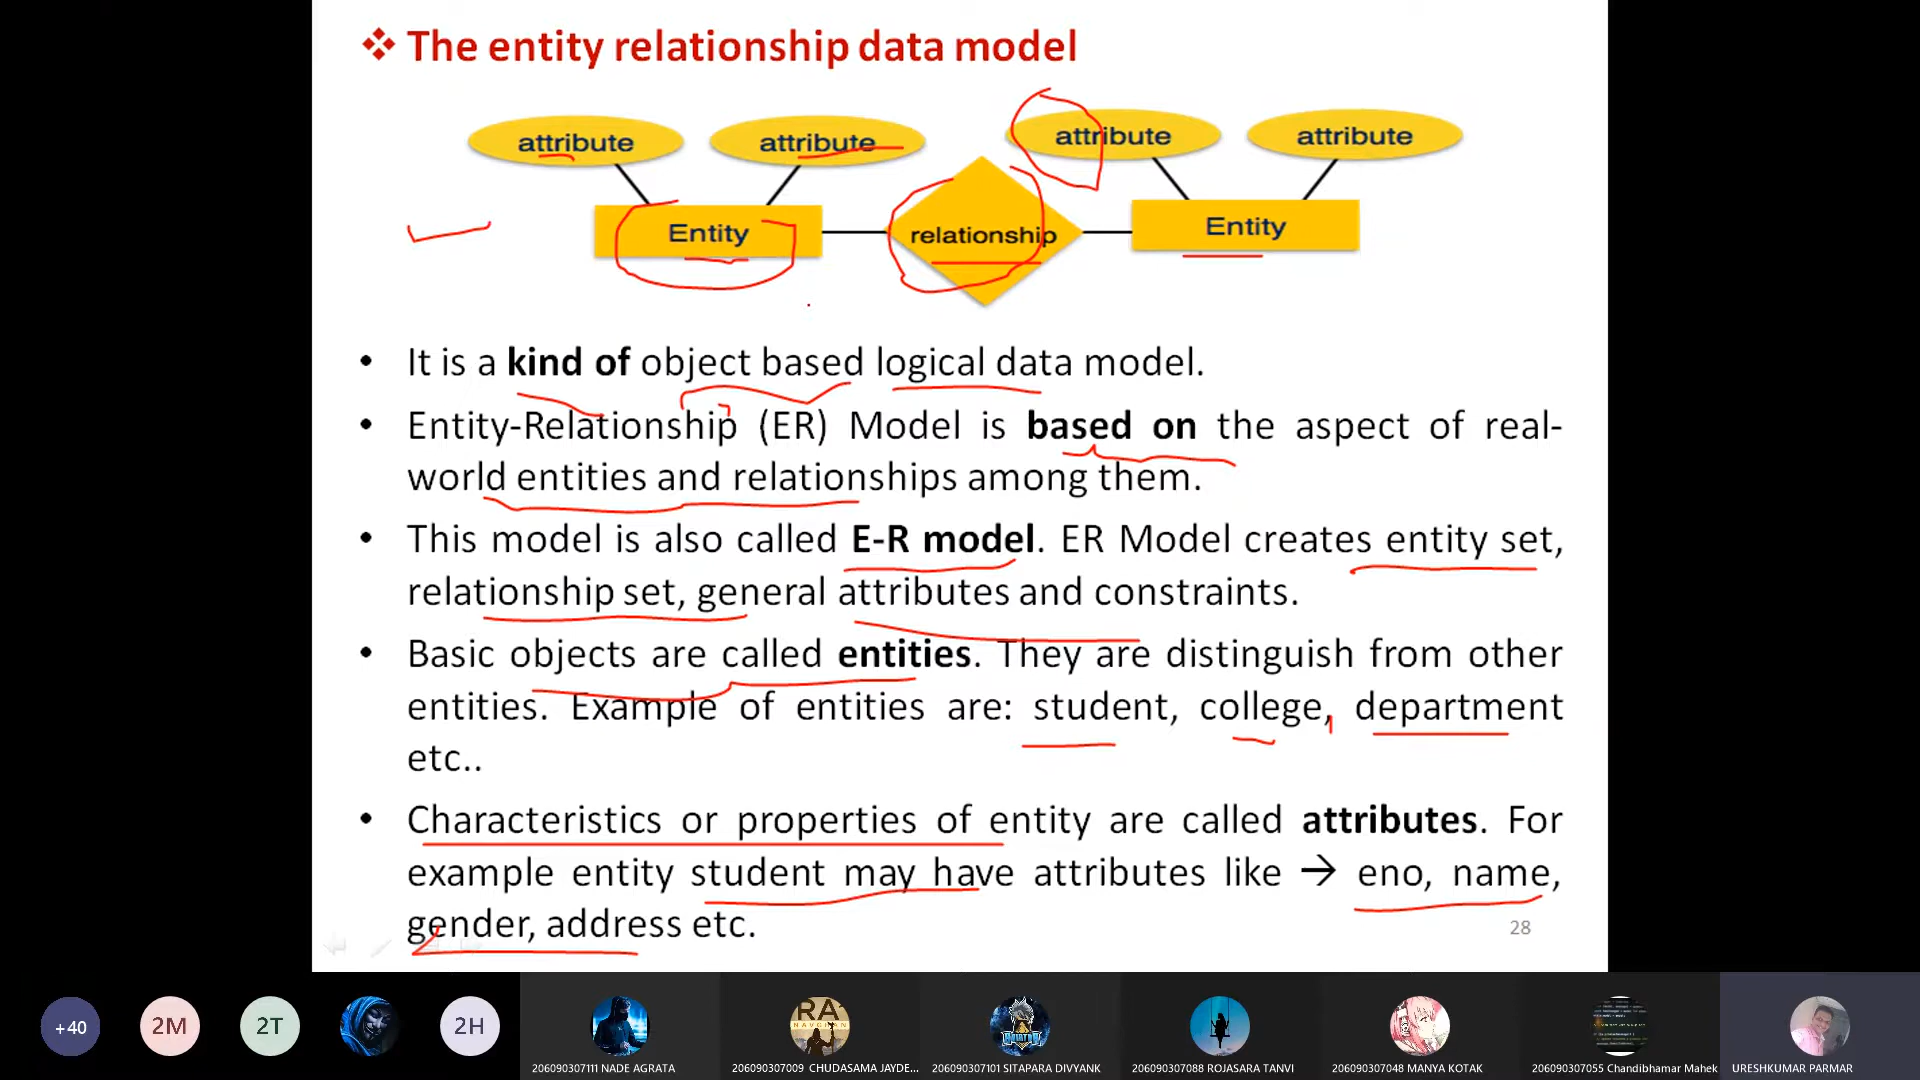 ❖ The entity relationship data model
attribute attribute attribute attribute
Entity relationship Entity
• It is a kind of object based logical data model.
• Entity-Relationship (ER) Model is based on the aspect of real-
world entities and relationships among them.
• This model is also called E-R model. ER Model creates entity set,
relationship set, general attributes and constraints.
• Basic objects are called entities. They are distinguish from other
entities. Example of entities are: student, college, department
etc..
• Characteristics or properties of entity are called attributes. For
example entity student may have attributes like → eno, name,
gender, address etc.
28
+40 2M 2T 2H
RA
206090307111 NADE AGRATA 206090307009 CHUDASAMA JAYDE... 206090307101 SITAPARA DIVYANK 206090307088 ROJASARA TANVI 206090307048 MANYA KOTAK 206090307055 Chandibhamar Mahek URESHKUMAR PARMAR